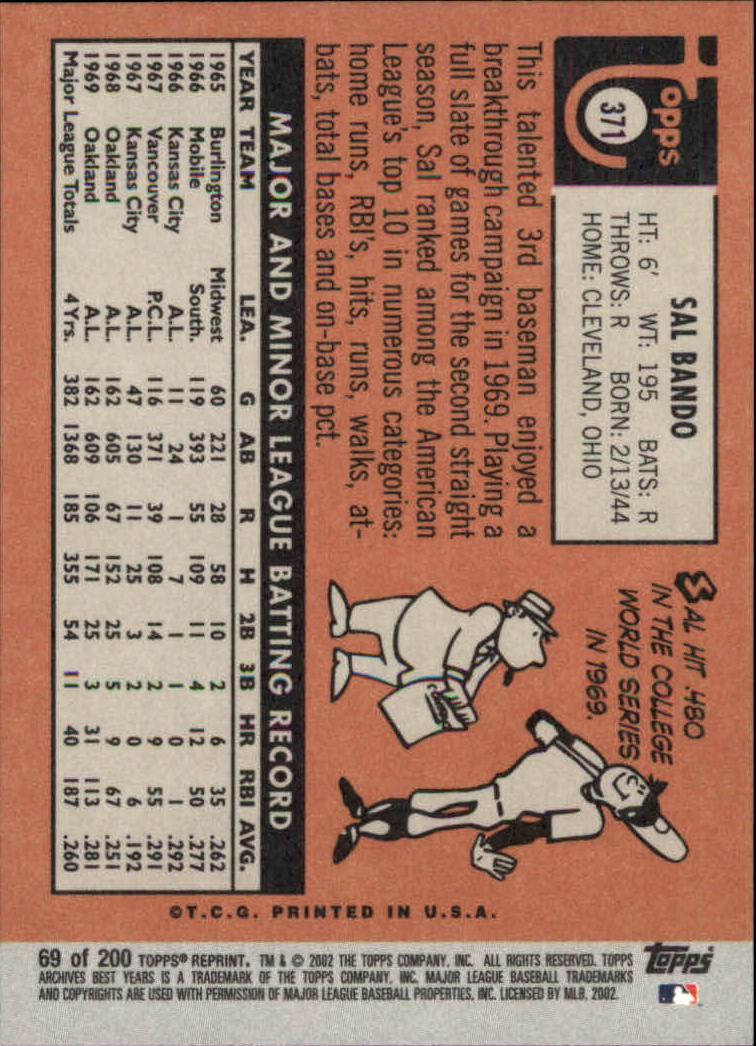 Topps
371
SAL BANDO
HT: 6' WT: 195 BATS: R
THROWS: R BORN: 2/13/44
HOME: CLEVELAND, OHIO
This talented 3rd baseman enjoyed a
breakthrough campaign in 1969. Playing a
full slate of games for the second straight
season, Sal ranked among the American
League's top 10 in numerous categories:
home runs, RBI's, hits, runs, walks, at-
bats, total bases and on-base pct.
SAL HIT .480
IN THE COLLEGE
WORLD SERIES
IN 1969.
MAJOR AND MINOR LEAGUE BATTING RECORD
YEAR TEAM LEA. G AB R H 2B 3B HR RBI AVG.
1965 Burlington Midwest 60 221 28 58 10 2 6 35 .262
1966 Mobile South. 119 393 55 109 11 4 12 50 .277
1966 Kansas City A.L. 11 24 1 7 1 1 0 1 .292
1967 Vancouver P.C.L. 116 371 39 108 14 2 9 55 .291
1967 Kansas City A.L. 47 130 11 25 3 2 0 6 .192
1968 Oakland A.L. 162 605 67 152 25 5 9 67 .251
1969 Oakland A.L. 162 609 106 171 25 3 31 113 .281
Major League Totals 4 Yrs. 382 1368 185 355 54 11 40 187 .260
©T.C.G. PRINTED IN U.S.A.
69 of 200 TOPPS® REPRINT. TM & © 2002 THE TOPPS COMPANY, INC. ALL RIGHTS RESERVED. TOPPS
ARCHIVES BEST YEARS IS A TRADEMARK OF THE TOPPS COMPANY, INC. MAJOR LEAGUE BASEBALL TRADEMARKS
AND COPYRIGHTS ARE USED WITH PERMISSION OF MAJOR LEAGUE BASEBALL PROPERTIES, INC. LICENSED BY MLB, 2002.
Topps